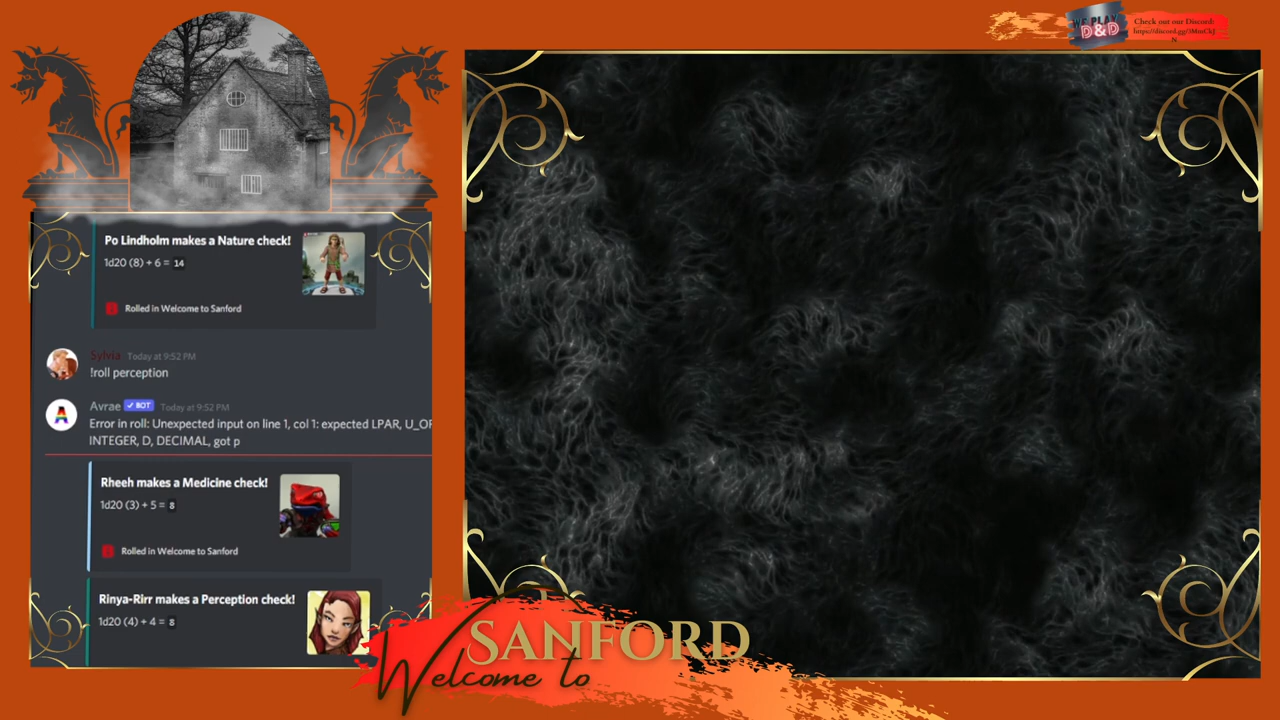 WE PLAY
D&D
Check out our Discord:
Po Lindholm makes a Nature check!
1d20 (8) + 6 = 14
Rolled in Welcome to Sanford
Sylvia Today at 9:52 PM
!roll perception
A
Avrae ✓ BOT Today at 9:52 PM
Error in roll: Unexpected input on line 1, col 1: expected LPAR,
INTEGER, D, DECIMAL, got p
Rheeh makes a Medicine check!
1d20 (3) + 5 = 8
Rolled in Welcome to Sanford
Rinya-Rirr makes a Perception check!
1d20 (4) + 4 = 8
Welcome to
SANFORD